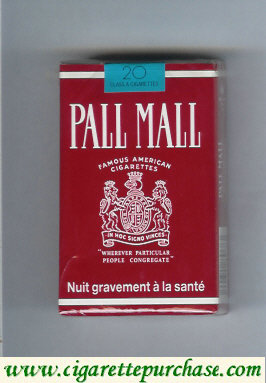 20
CLASS A CIGARETTES
PALL MALL
FAMOUS AMERICAN
CIGARETTES
IN HOC SIGNO VINCES
"WHEREVER PARTICULAR
PEOPLE CONGREGATE"
Nuit gravement à la santé
www.cigarettepurchase.com